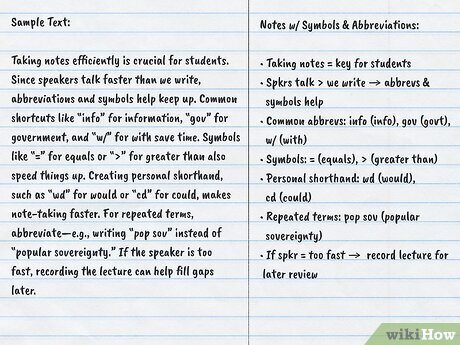 Sample Text:
Taking notes efficiently is crucial for students.
Since speakers talk faster than we write,
abbreviations and symbols help keep up. Common
shortcuts like "info" for information, "gov" for
government, and "w/" for with save time. Symbols
like "=" for equals or ">" for greater than also
speed things up. Creating personal shorthand,
such as "wd" for would or "cd" for could, makes
note-taking faster. For repeated terms,
abbreviate—e.g., writing "pop sov" instead of
"popular sovereignty." If the speaker is too
fast, recording the lecture can help fill gaps
later.
Notes w/ Symbols & Abbreviations:
• Taking notes = key for students
• Spkrs talk > we write → abbrevs &
symbols help
• Common abbrevs: info (info), gov (govt),
w/ (with)
• Symbols: = (equals), > (greater than)
• Personal shorthand: wd (would),
cd (could)
• Repeated terms: pop sov (popular
sovereignty)
• If spkr = too fast → record lecture for
later review
wikiHow